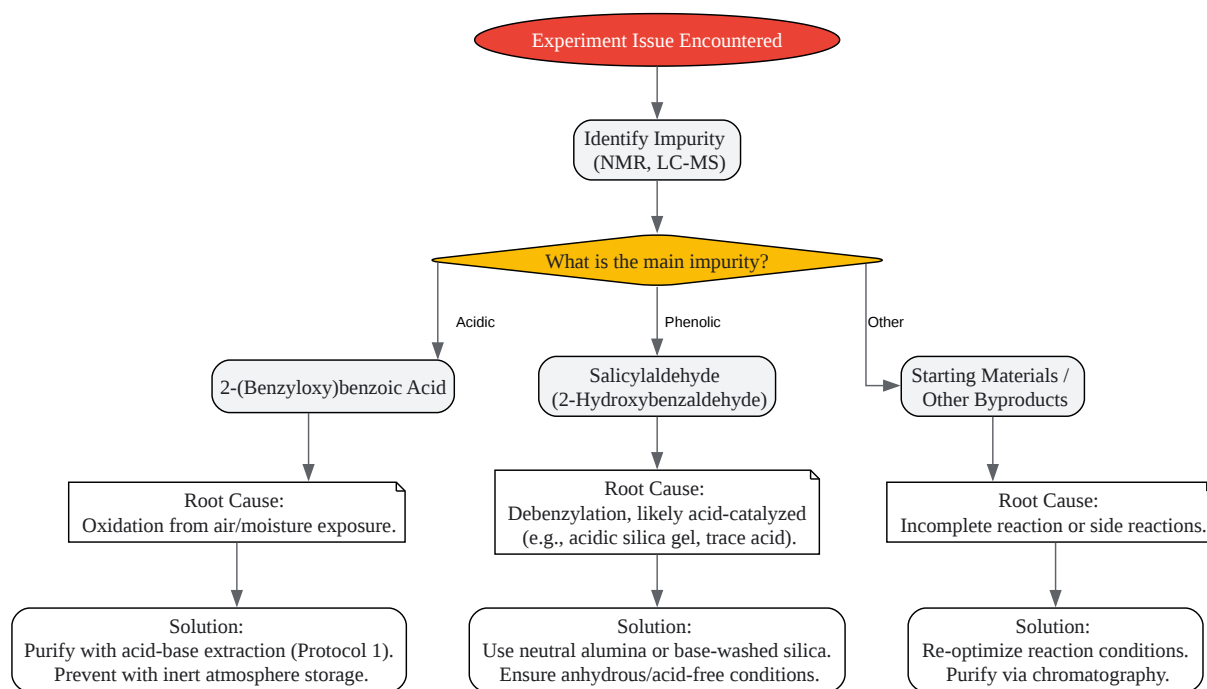 Experiment Issue Encountered
Identify Impurity
(NMR, LC-MS)
What is the main impurity?
Acidic
Phenolic
Other
2-(Benzyloxy)benzoic Acid
Salicylaldehyde
(2-Hydroxybenzaldehyde)
Starting Materials /
Other Byproducts
Root Cause:
Oxidation from air/moisture exposure.
Root Cause:
Debenzylation, likely acid-catalyzed
(e.g., acidic silica gel, trace acid).
Root Cause:
Incomplete reaction or side reactions.
Solution:
Purify with acid-base extraction (Protocol 1).
Prevent with inert atmosphere storage.
Solution:
Use neutral alumina or base-washed silica.
Ensure anhydrous/acid-free conditions.
Solution:
Re-optimize reaction conditions.
Purify via chromatography.